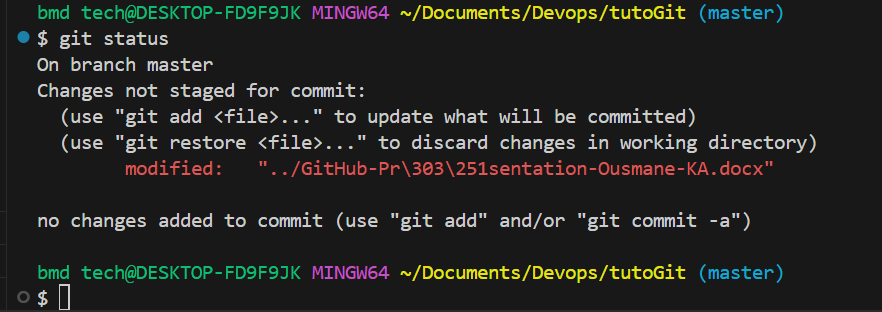 bmd tech@DESKTOP-FD9F9JK MINGW64 ~/Documents/Devops/tutoGit (master)
$ git status
On branch master
Changes not staged for commit:
  (use "git add <file>..." to update what will be committed)
  (use "git restore <file>..." to discard changes in working directory)
        modified:   "../GitHub-Pr\303\251sentation-Ousmane-KA.docx"
no changes added to commit (use "git add" and/or "git commit -a")
bmd tech@DESKTOP-FD9F9JK MINGW64 ~/Documents/Devops/tutoGit (master)
$